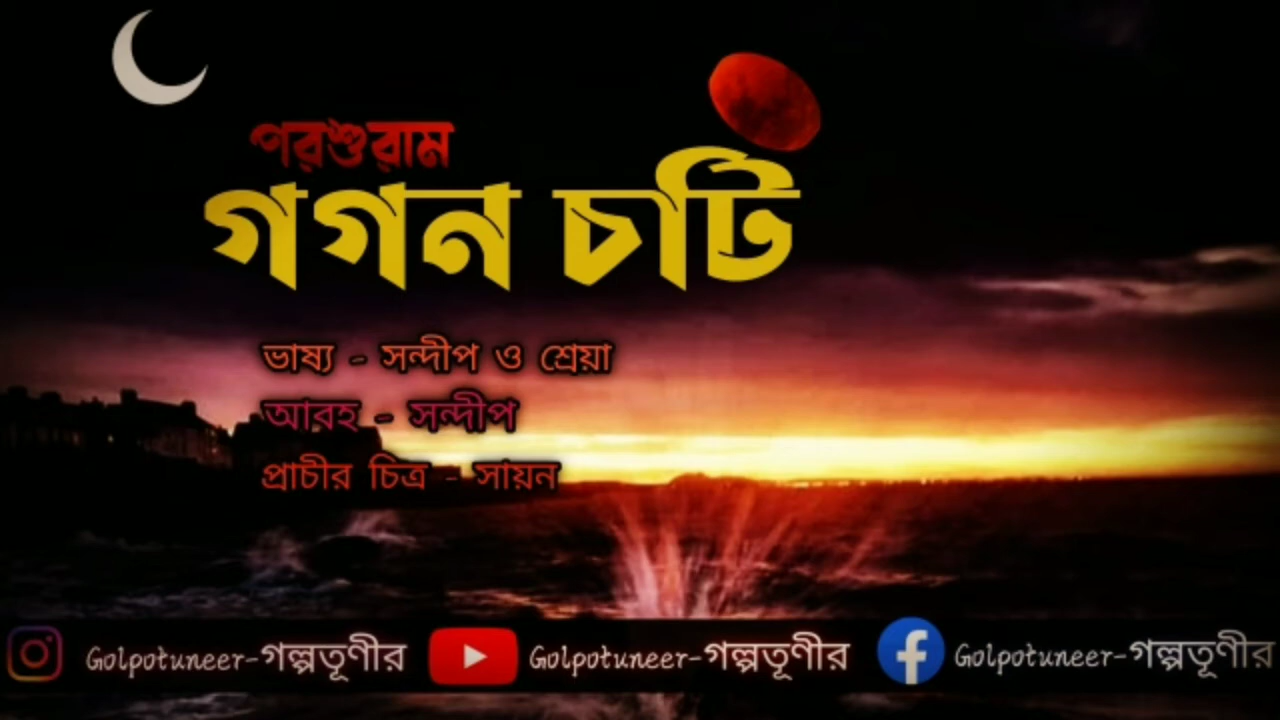 পরশুরাম
গগন চটি
ভাষ্য - সন্দীপ ও শ্রেয়া
আবহ - সন্দীপ
প্রাচীর চিত্র - সায়ন
Golpotuneer-গল্পতূণীর Golpotuneer-গল্পতূণীর Golpotuneer-গল্পতূণীর